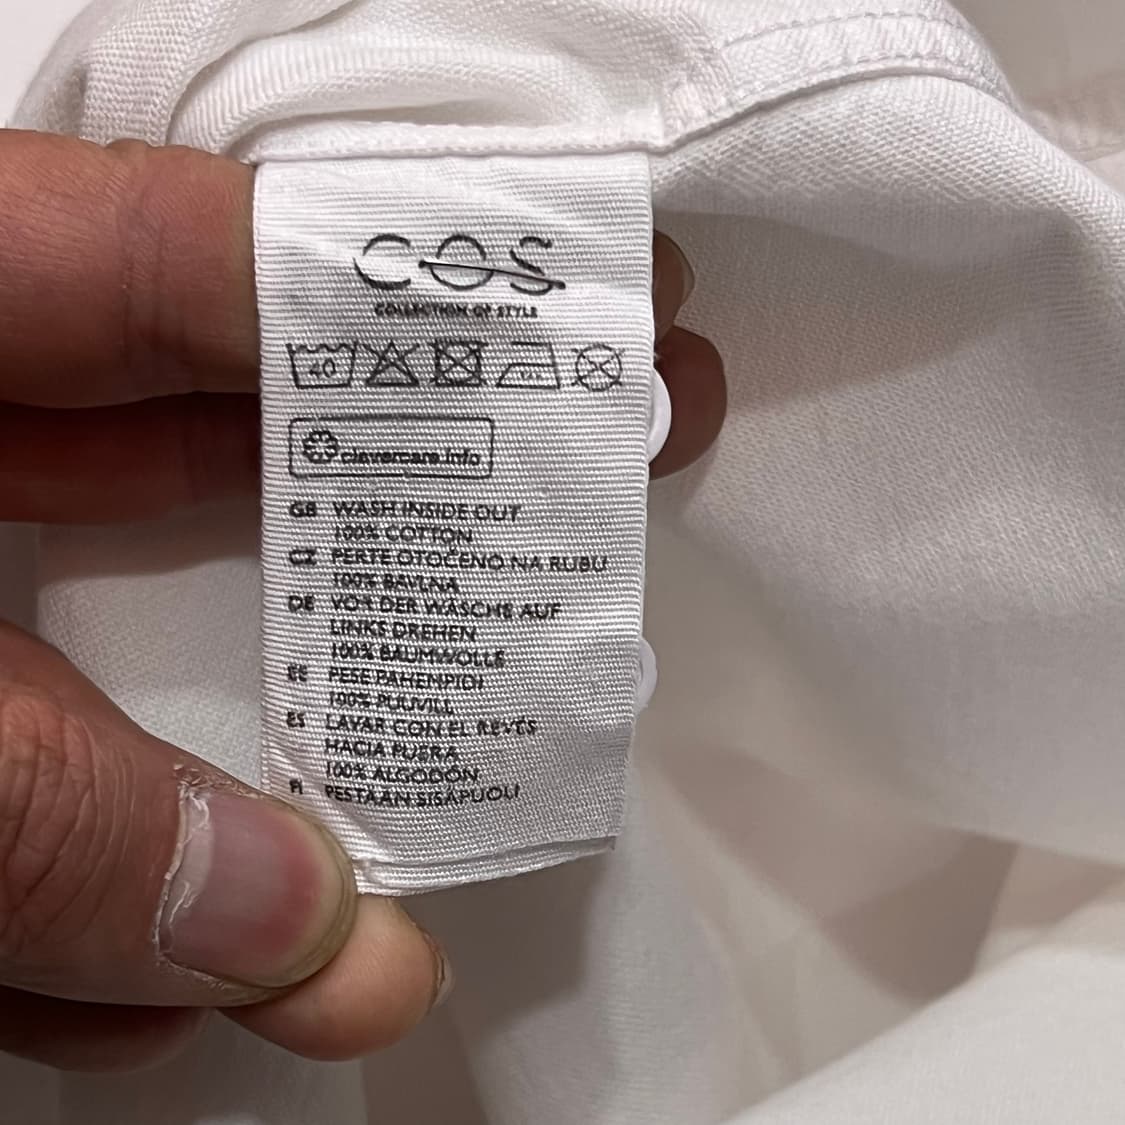 COS
COLLECTION OF STYLE
40
clevercare.info
GB WASH INSIDE OUT
100% COTTON
CZ PERTE OTOČENO NA RUBU
100% BAVLNA
DE VOR DER WÄSCHE AUF
LINKS DREHEN
100% BAUMWOLLE
EE PESE PAHEMPIDI
100% PUUVILL
ES LAVAR CON EL REVÉS
HACIA FUERA
100% ALGODÓN
FI PESTÄÄN SISÄPUOLI